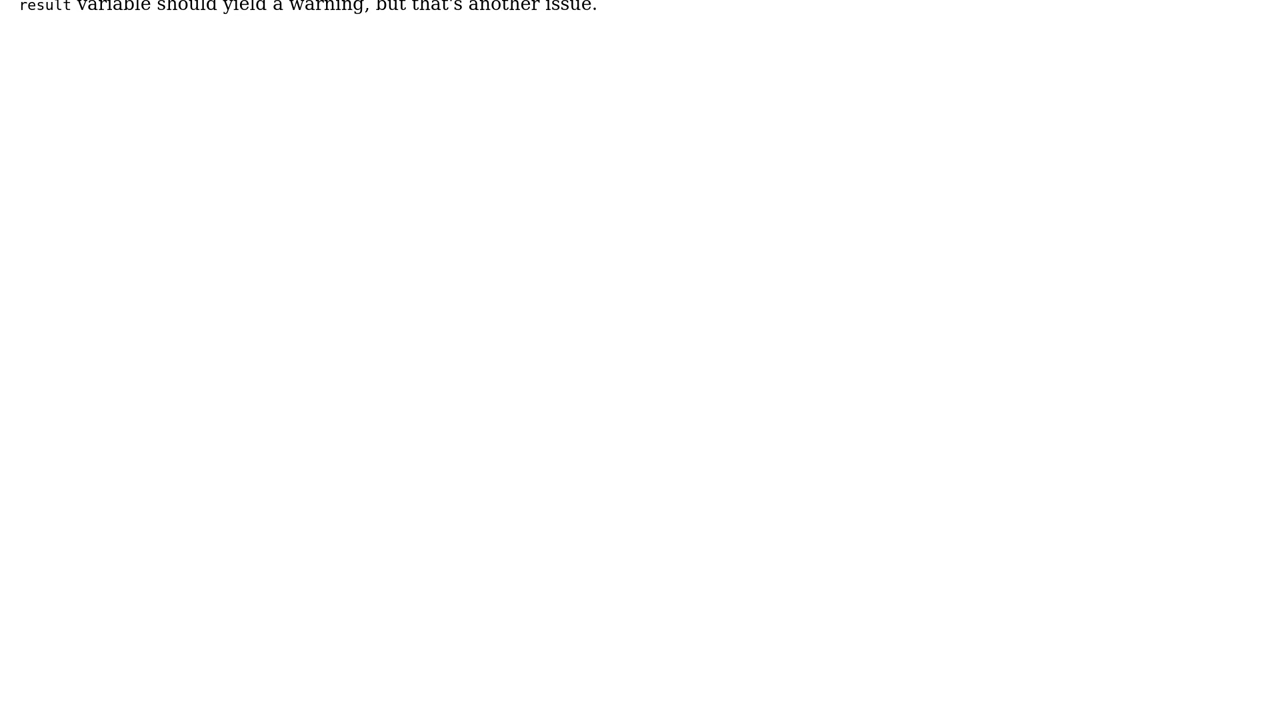 result variable should yield a warning, but that's another issue.